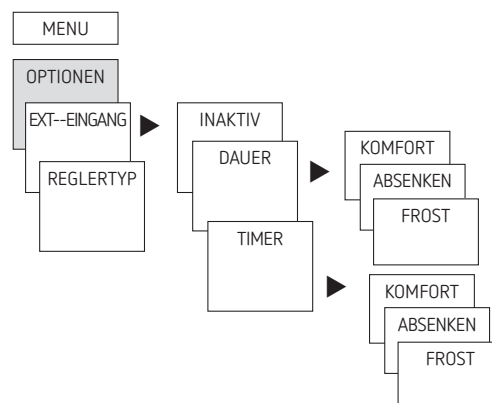 MENU
OPTIONEN
EXT--EINGANG
REGLERTYP
INAKTIV
DAUER
TIMER
KOMFORT
ABSENKEN
FROST
KOMFORT
ABSENKEN
FROST